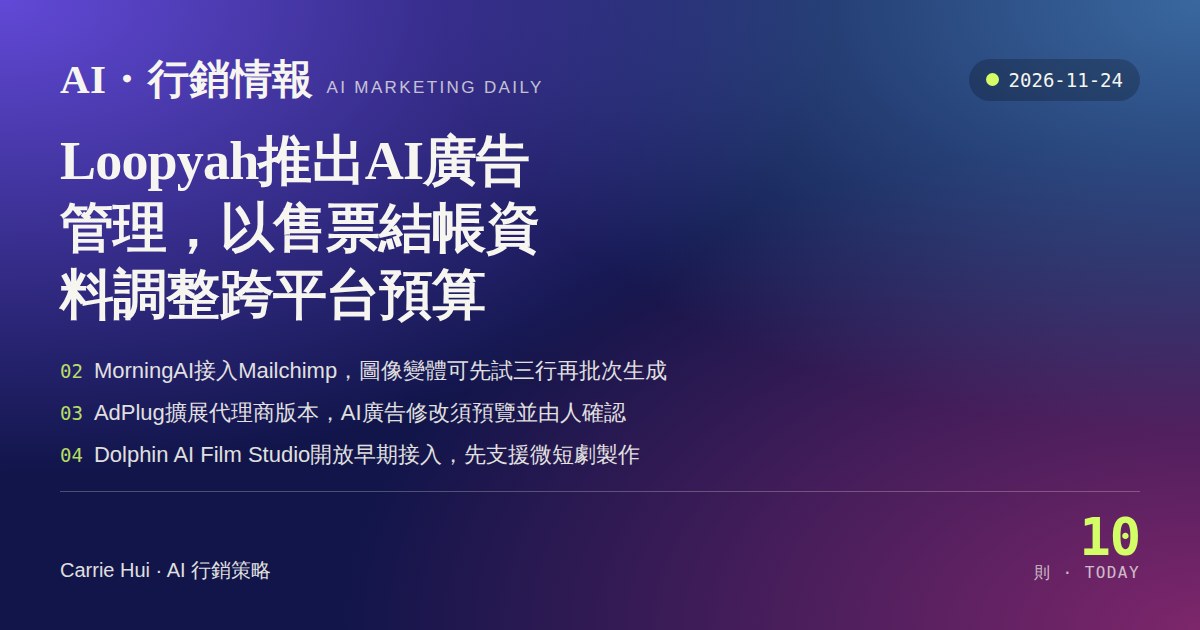 AI・行銷情報 AI MARKETING DAILY
2026-11-24
Loopyah推出AI廣告
管理，以售票結帳資
料調整跨平台預算
02 MorningAI接入Mailchimp，圖像變體可先試三行再批次生成
03 AdPlug擴展代理商版本，AI廣告修改須預覽並由人確認
04 Dolphin AI Film Studio開放早期接入，先支援微短劇製作
Carrie Hui · AI 行銷策略
10
則 · TODAY